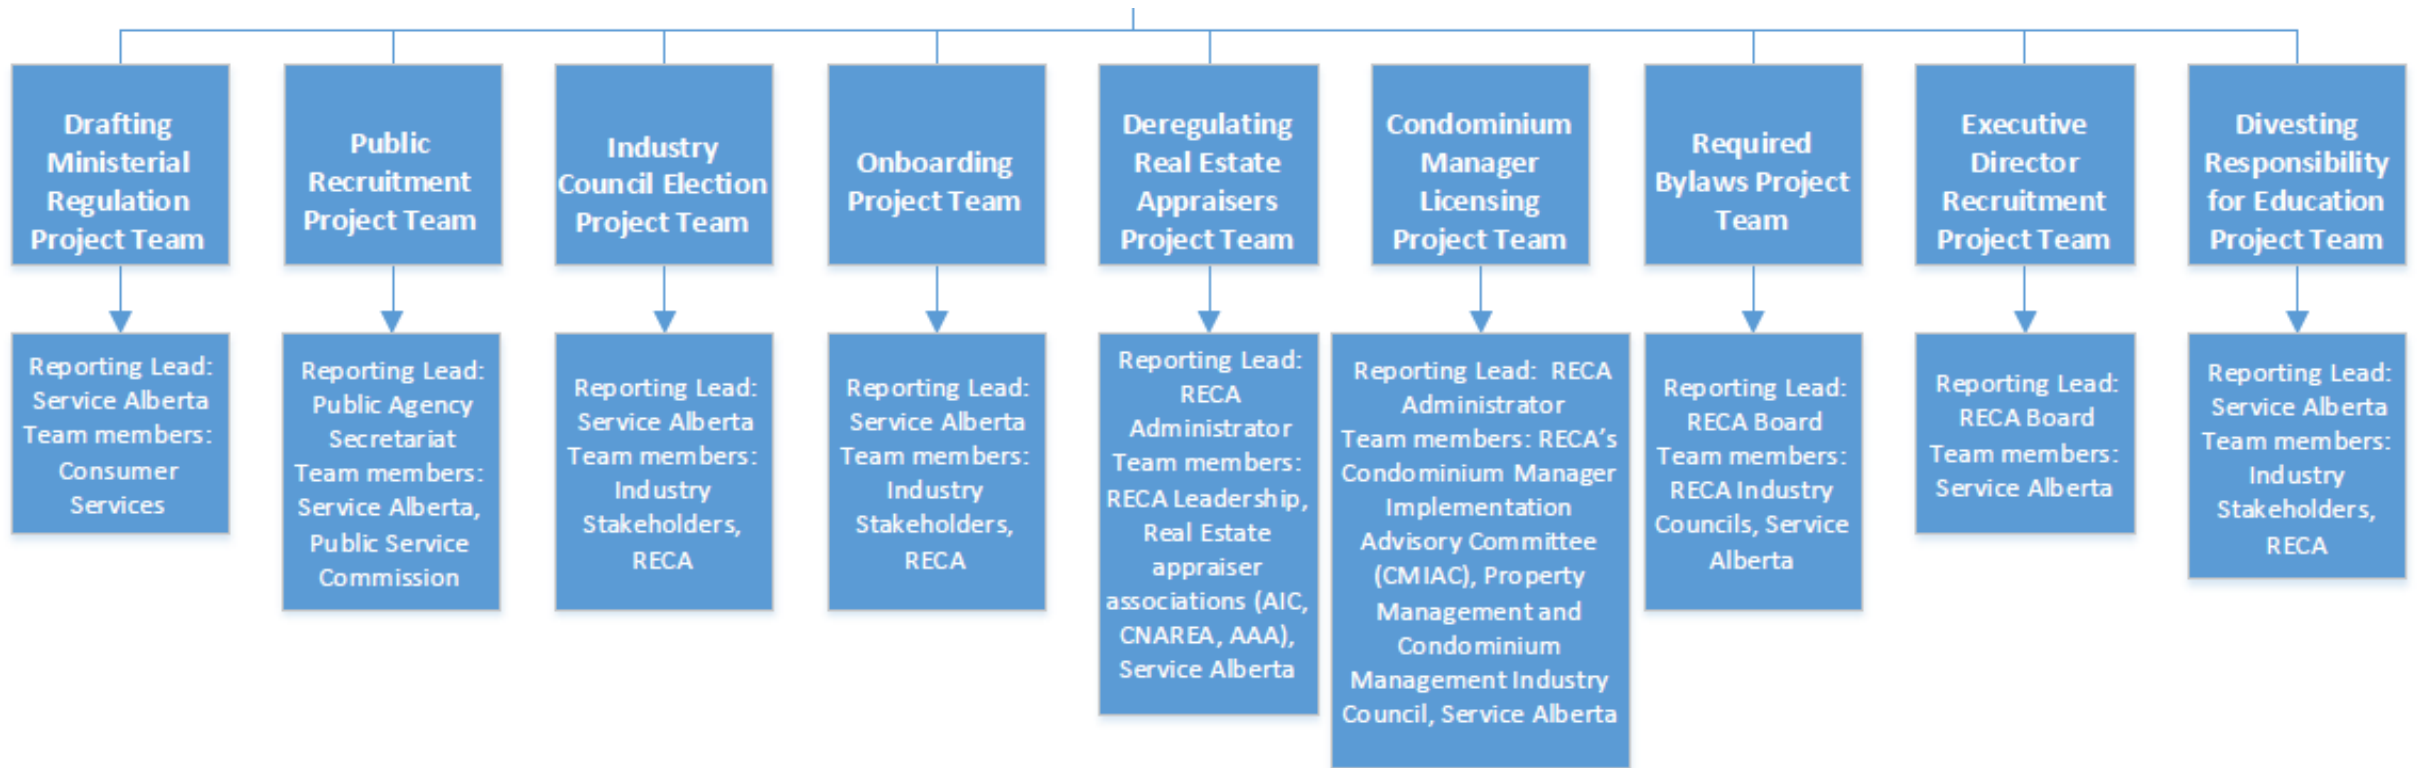 Drafting
Ministerial
Regulation
Project Team
Public
Recruitment
Project Team
Industry
Council Election
Project Team
Onboarding
Project Team
Deregulating
Real Estate
Appraisers
Project Team
Condominium
Manager
Licensing
Project Team
Required
Bylaws Project
Team
Executive
Director
Recruitment
Project Team
Divesting
Responsibility
for Education
Project Team
Reporting Lead:
Service Alberta
Team members:
Consumer
Services
Reporting Lead:
Public Agency
Secretariat
Team members:
Service Alberta,
Public Service
Commission
Reporting Lead:
Service Alberta
Team members:
Industry
Stakeholders,
RECA
Reporting Lead:
Service Alberta
Team members:
Industry
Stakeholders,
RECA
Reporting Lead:
RECA
Administrator
Team members:
RECA Leadership,
Real Estate
appraiser
associations (AIC,
CNAREA, AAA),
Service Alberta
Reporting Lead: RECA
Administrator
Team members: RECA’s
Condominium Manager
Implementation
Advisory Committee
(CMIAC), Property
Management and
Condominium
Management Industry
Council, Service Alberta
Reporting Lead:
RECA Board
Team members:
RECA Industry
Councils, Service
Alberta
Reporting Lead:
RECA Board
Team members:
Service Alberta
Reporting Lead:
Service Alberta
Team members:
Industry
Stakeholders,
RECA